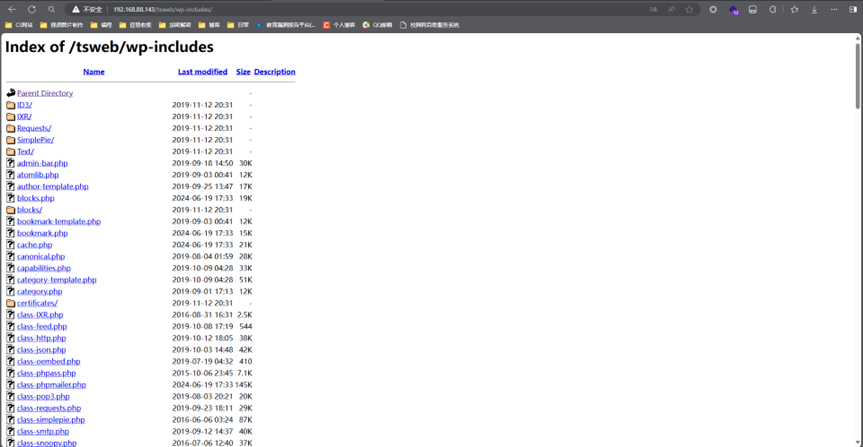 不安全 192.168.88.143/tsweb/wp-includes/
CS网站 视频图片制作 编程 信息收集 加密解密 博客 日常 教育漏洞报告平台(... 个人博客 QQ邮箱 校园网自助服务系统
Index of /tsweb/wp-includes
Name Last modified Size Description
Parent Directory -
ID3/ 2019-11-12 20:31 -
IXR/ 2019-11-12 20:31 -
Requests/ 2019-11-12 20:31 -
SimplePie/ 2019-11-12 20:31 -
Text/ 2019-11-12 20:31 -
admin-bar.php 2019-09-18 14:50 30K
atomlib.php 2019-09-03 00:41 12K
author-template.php 2019-09-25 13:47 17K
blocks.php 2024-06-19 17:33 19K
blocks/ 2019-11-12 20:31 -
bookmark-template.php 2019-09-03 00:41 12K
bookmark.php 2024-06-19 17:33 15K
cache.php 2024-06-19 17:33 21K
canonical.php 2019-08-04 01:59 28K
capabilities.php 2019-10-09 04:28 33K
category-template.php 2019-10-09 04:28 51K
category.php 2019-09-01 17:13 12K
certificates/ 2019-11-12 20:31 -
class-IXR.php 2016-08-31 16:31 2.5K
class-feed.php 2019-10-08 17:19 544
class-http.php 2019-10-12 18:05 38K
class-json.php 2019-10-03 14:48 42K
class-oembed.php 2019-07-19 04:32 410
class-phpass.php 2015-10-06 23:45 7.1K
class-phpmailer.php 2024-06-19 17:33 145K
class-pop3.php 2019-08-03 20:21 20K
class-requests.php 2019-09-23 18:11 29K
class-simplepie.php 2016-06-06 03:24 87K
class-smtp.php 2019-09-12 14:37 40K
class-snoopy.php 2016-07-06 12:40 37K